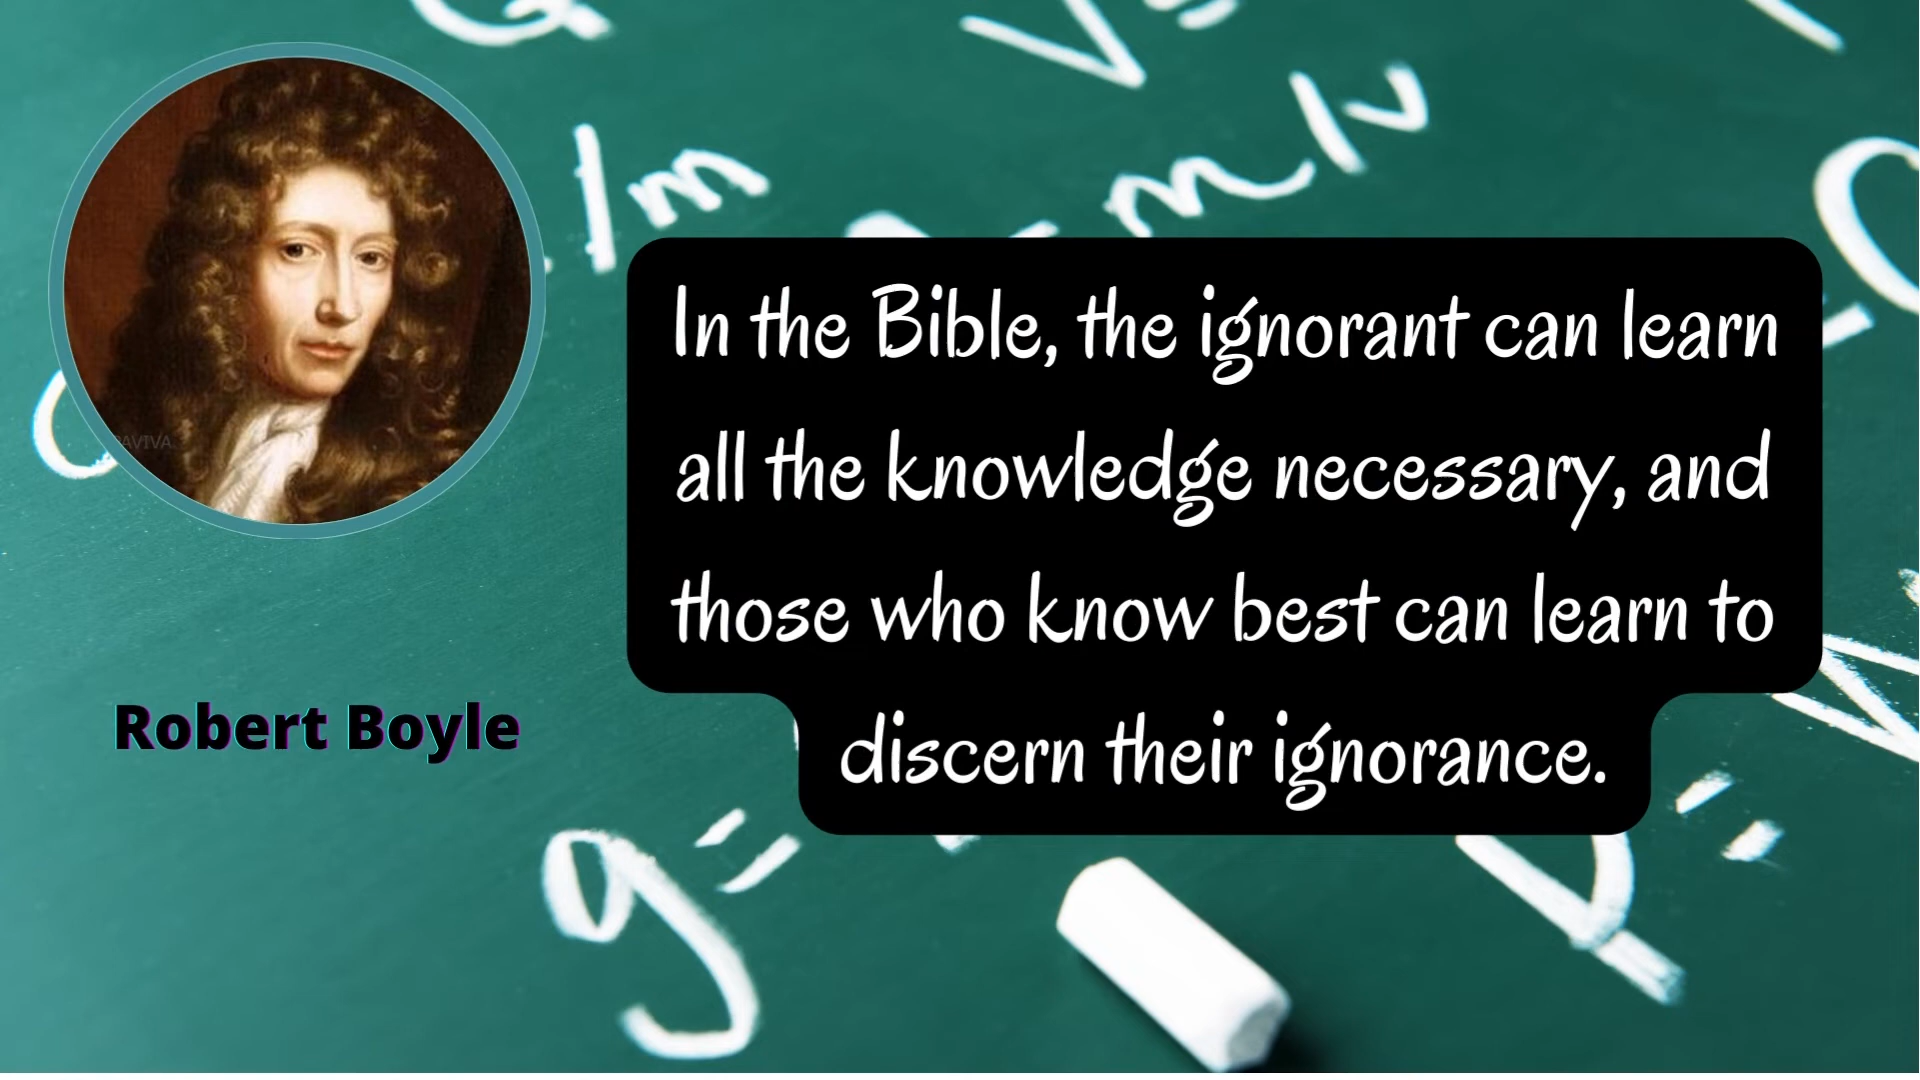 Q
V=
/m
=m/v
PAVIVA
In the Bible, the ignorant can learn
all the knowledge necessary, and
those who know best can learn to
discern their ignorance.
Robert Boyle
g=